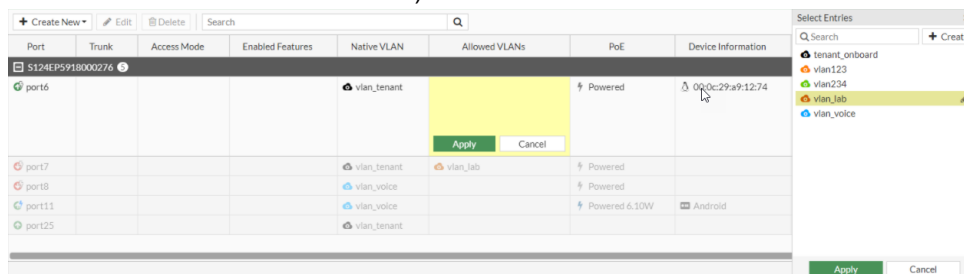 Create New Edit Delete Search
Port Trunk Access Mode Enabled Features Native VLAN Allowed VLANs PoE Device Information
S124EP5918000276 5
port6 vlan_tenant Powered 00:0c:29:a9:12:74
Apply Cancel
port7 vlan_tenant vlan_lab Powered
port8 vlan_voice Powered
port11 vlan_voice Powered 6.10W Android
port25 vlan_tenant
Select Entries
Search Creat
tenant_onboard
vlan123
vlan234
vlan_lab
vlan_voice
Apply Cancel